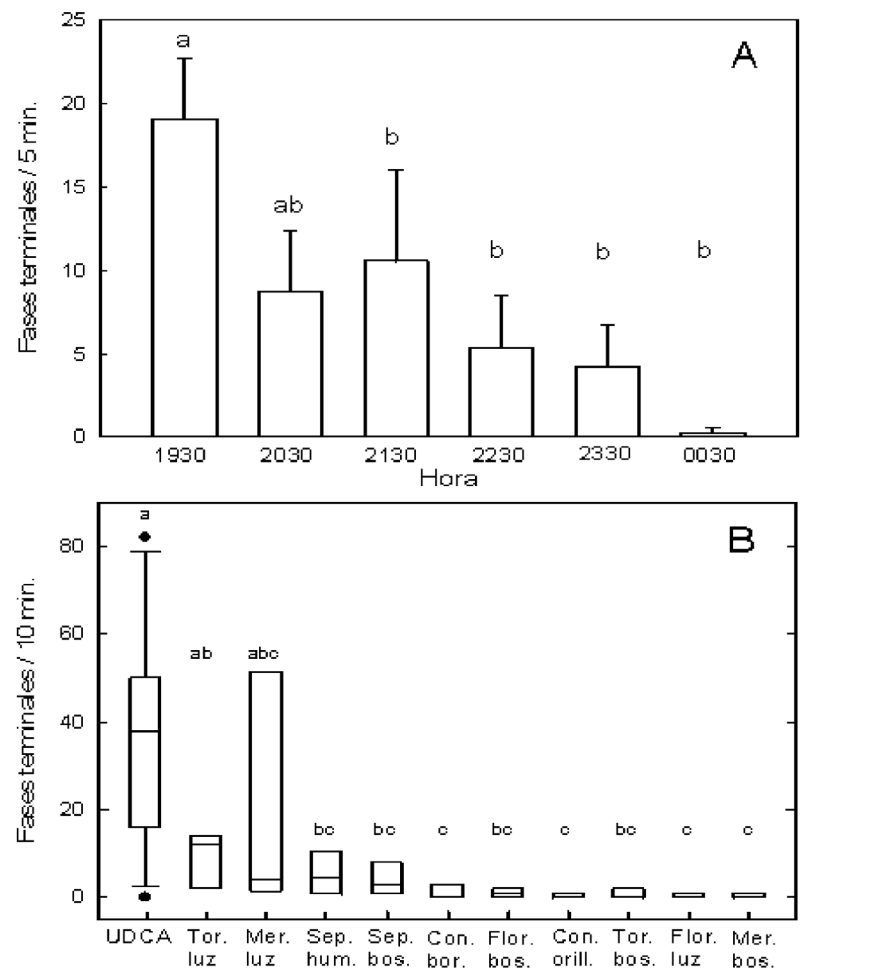 25
a
A
20
b
15
ab
b
b
b
10
5
0
Fases terminales / 5 min.
1930 2030 2130 2230 2330 0030
Hora
a
B
80
60
ab abc
40
20
bc bc c bc c bc c c
0
Fases terminales / 10 min.
UDCA Tor. Mer. Sep. Sep. Con. Flor. Con. Tor. Flor. Mer.
luz luz hum. bos. bor. bos. orill. bos. luz bos.